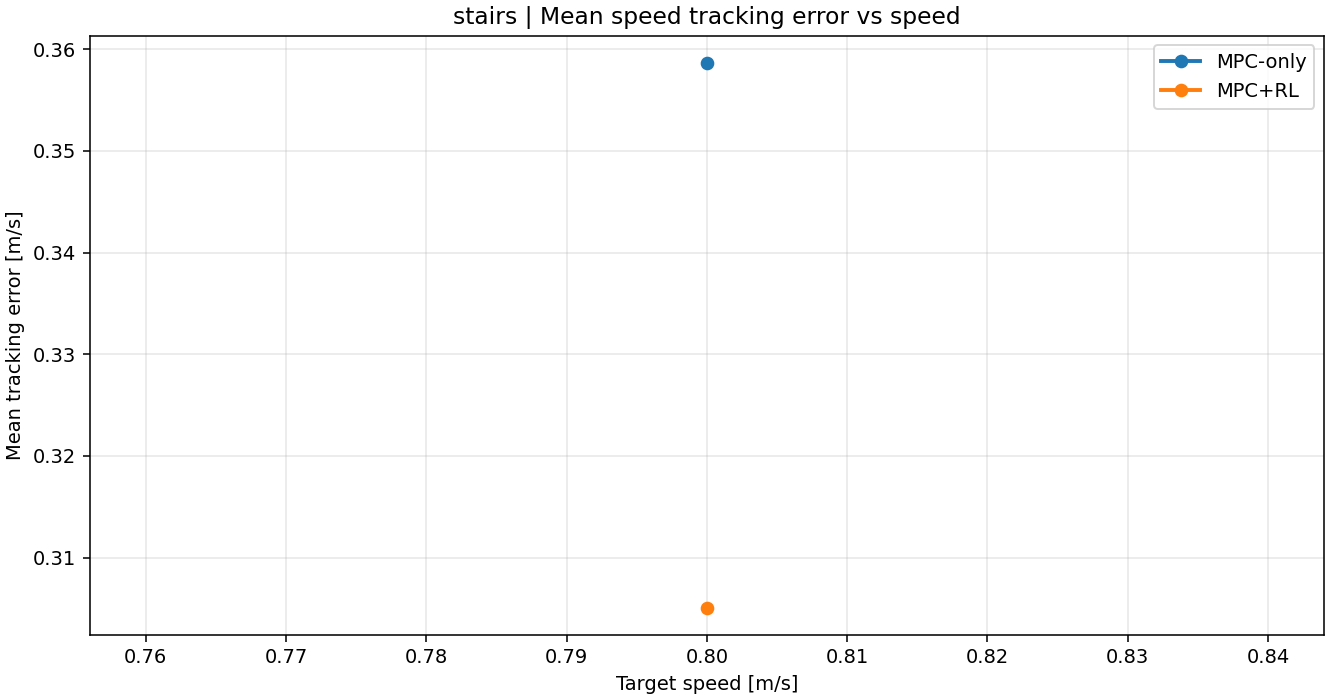 stairs | Mean speed tracking error vs speed
MPC-only
MPC+RL
Mean tracking error [m/s]
0.36
0.35
0.34
0.33
0.32
0.31
0.76 0.77 0.78 0.79 0.80 0.81 0.82 0.83 0.84
Target speed [m/s]